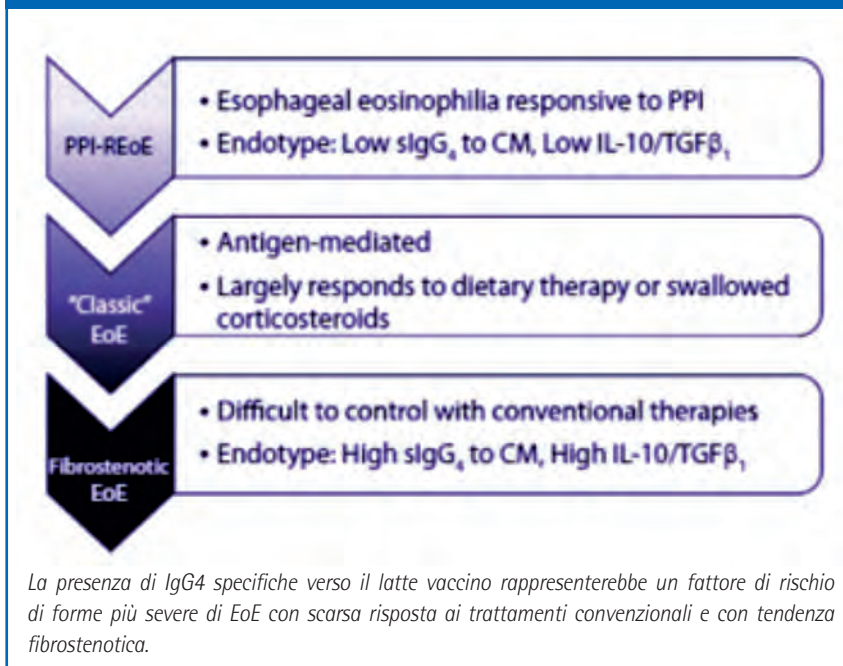 PPI-REoE
• Esophageal eosinophilia responsive to PPI
• Endotype: Low sIgG₄ to CM, Low IL-10/TGFβ₁
"Classic"
EoE
• Antigen-mediated
• Largely responds to dietary therapy or swallowed
corticosteroids
Fibrostenotic
EoE
• Difficult to control with conventional therapies
• Endotype: High sIgG₄ to CM, High IL-10/TGFβ₁
La presenza di IgG4 specifiche verso il latte vaccino rappresenterebbe un fattore di rischio
di forme più severe di EoE con scarsa risposta ai trattamenti convenzionali e con tendenza
fibrostenotica.